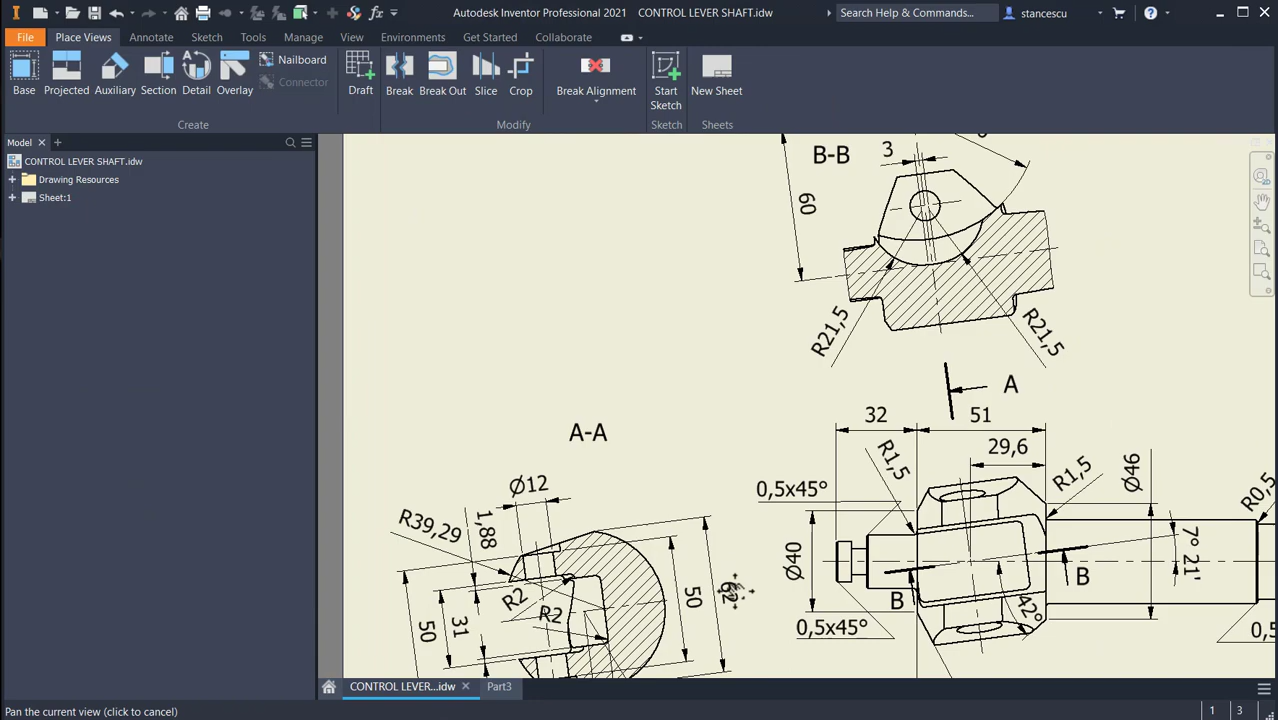 Autodesk Inventor Professional 2021 CONTROL LEVER SHAFT.idw
Search Help & Commands...
stancescu
File
Place Views
Annotate
Sketch
Tools
Manage
View
Environments
Get Started
Collaborate
Base
Projected
Auxiliary
Section
Detail
Overlay
Nailboard
Connector
Draft
Break
Break Out
Slice
Crop
Break Alignment
Start
Sketch
New Sheet
Create
Modify
Sketch
Sheets
Model
CONTROL LEVER SHAFT.idw
Drawing Resources
Sheet:1
B-B
3
60
R21,5
R21,5
A
32
51
29,6
R1,5
R1,5
Ø46
0,5x45°
Ø40
B
B
7° 21'
42°
R0,5
0,5x45°
0,5
A-A
Ø12
R39,29
1,88
R2
R2
50
31
50
62
CONTROL LEVER...idw
Part3
Pan the current view (click to cancel)
1
3